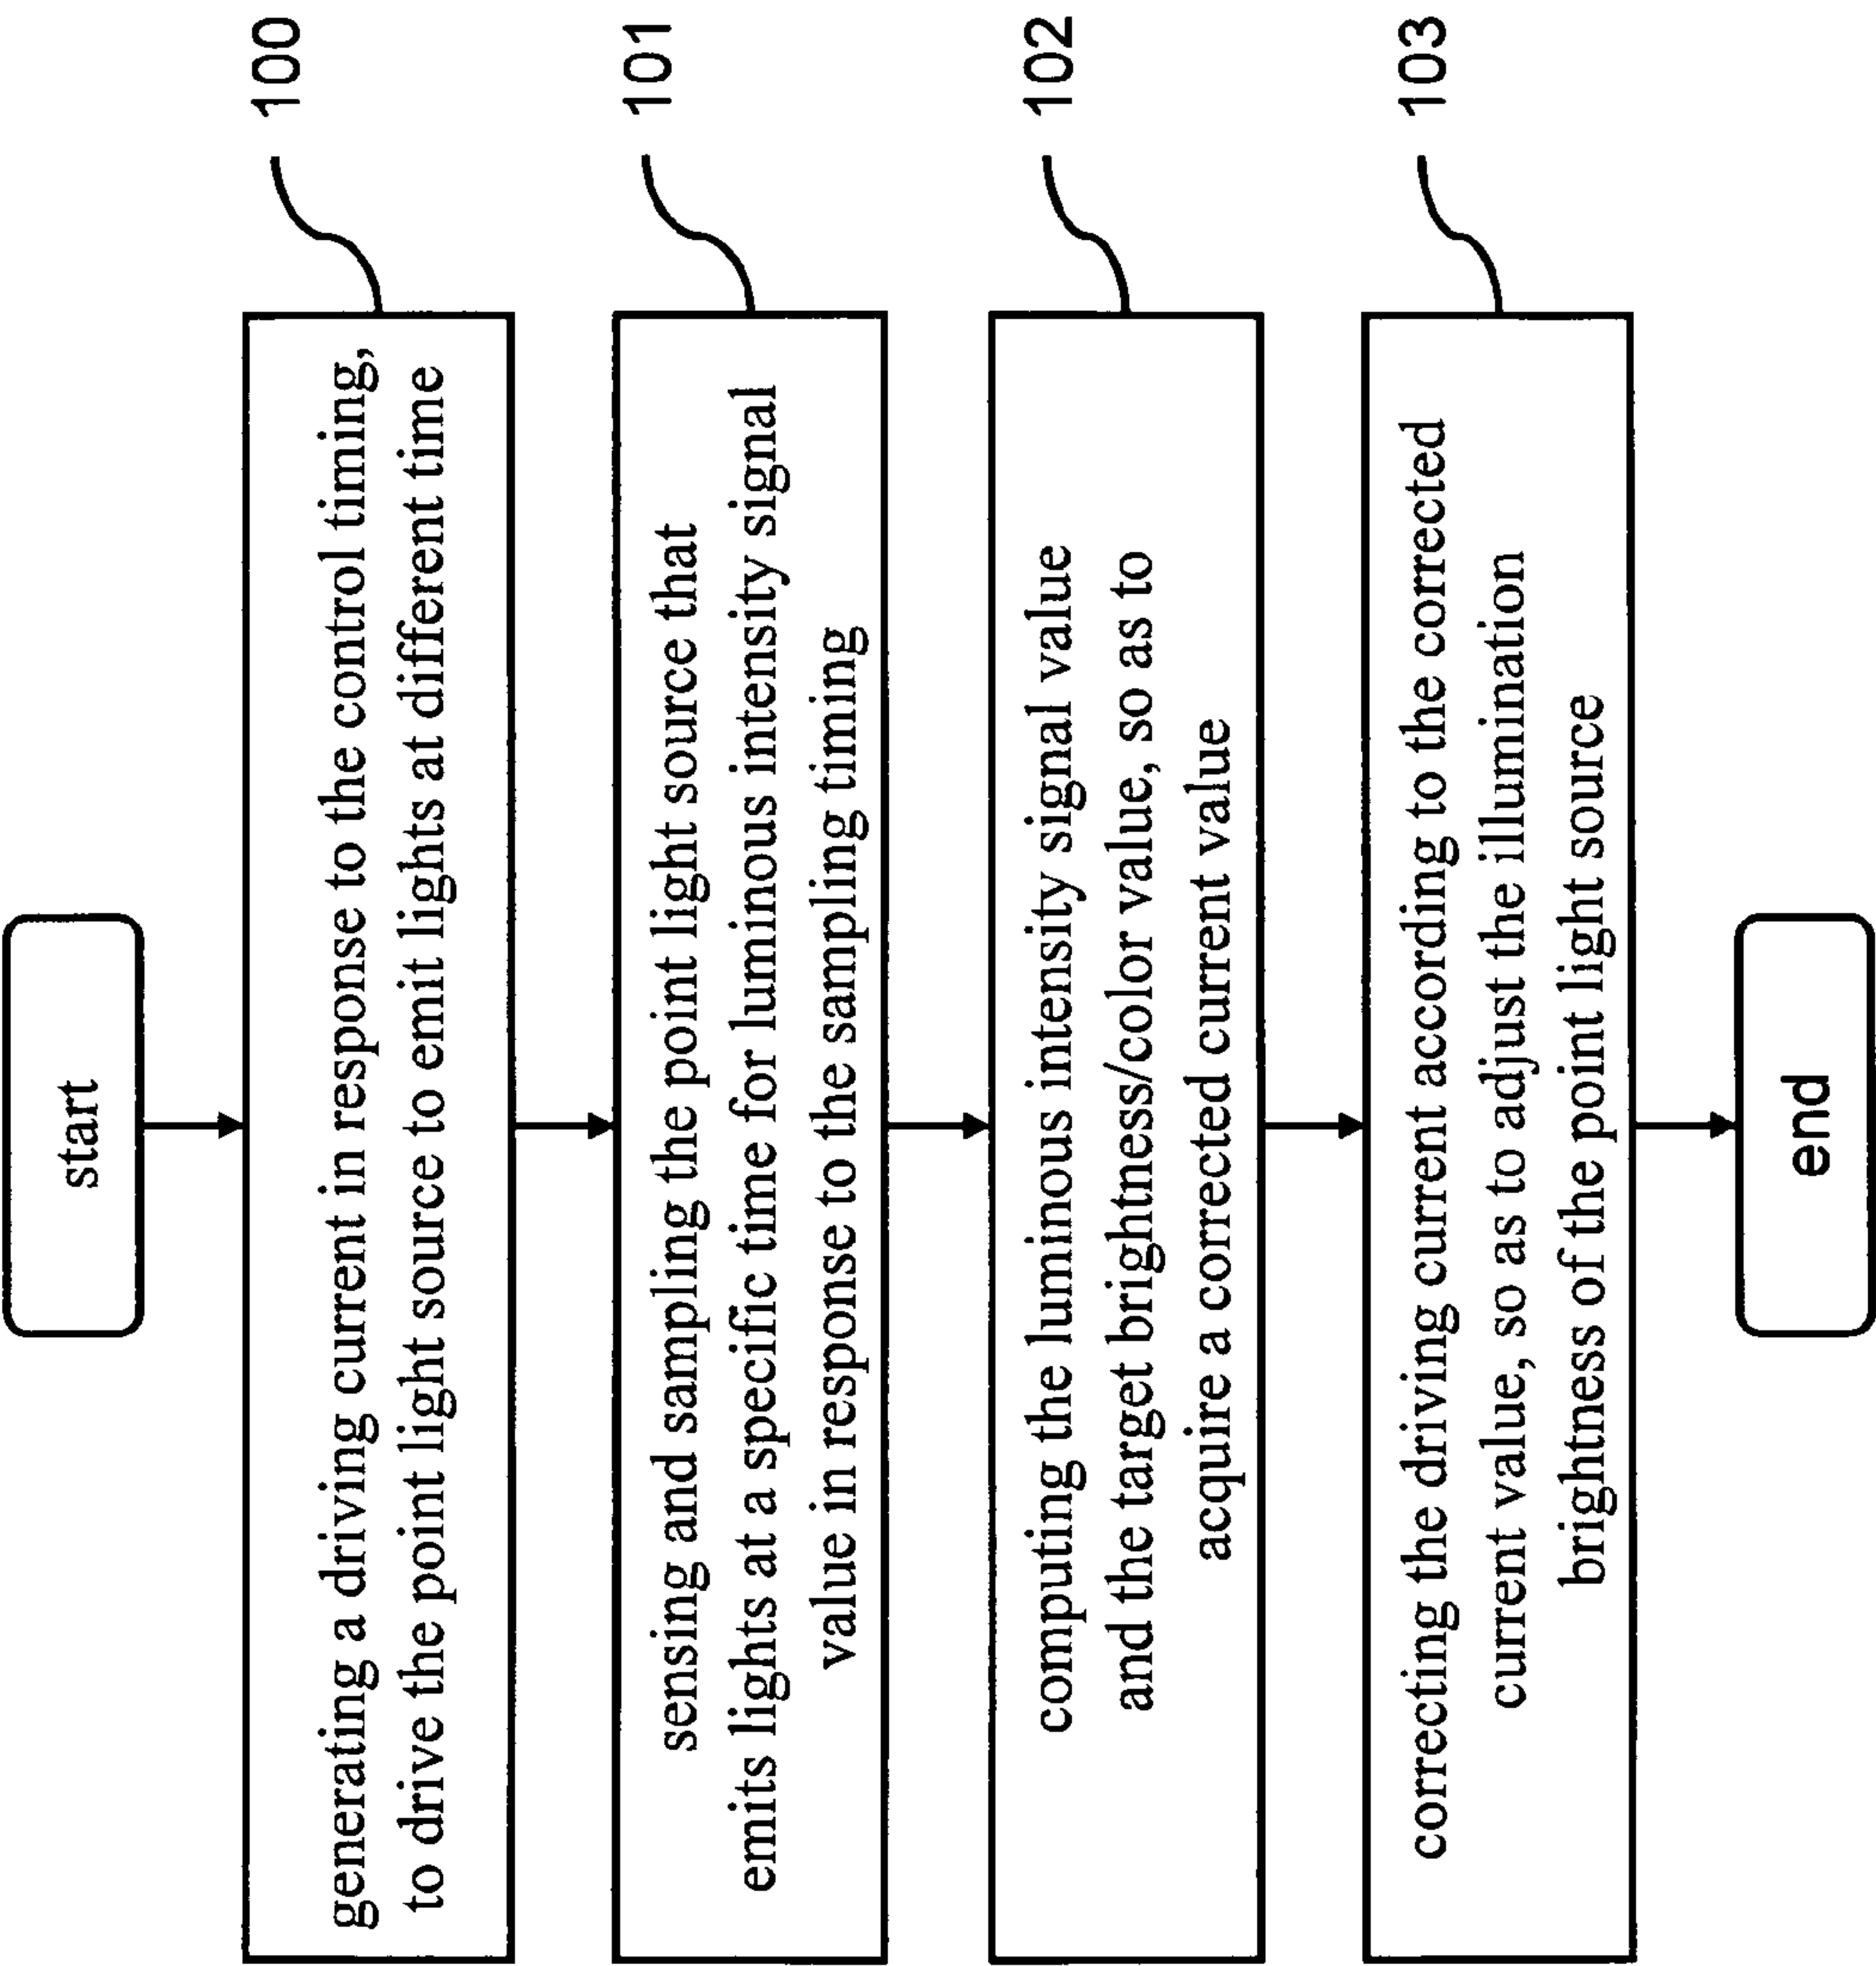 start
generating a driving current in response to the control timing,
to drive the point light source to emit lights at different time
100
sensing and sampling the point light source that
emits lights at a specific time for luminous intensity signal
value in response to the sampling timing
101
computing the luminous intensity signal value
and the target brightness/color value, so as to
acquire a corrected current value
102
correcting the driving current according to the corrected
current value, so as to adjust the illumination
brightness of the point light source
103
end